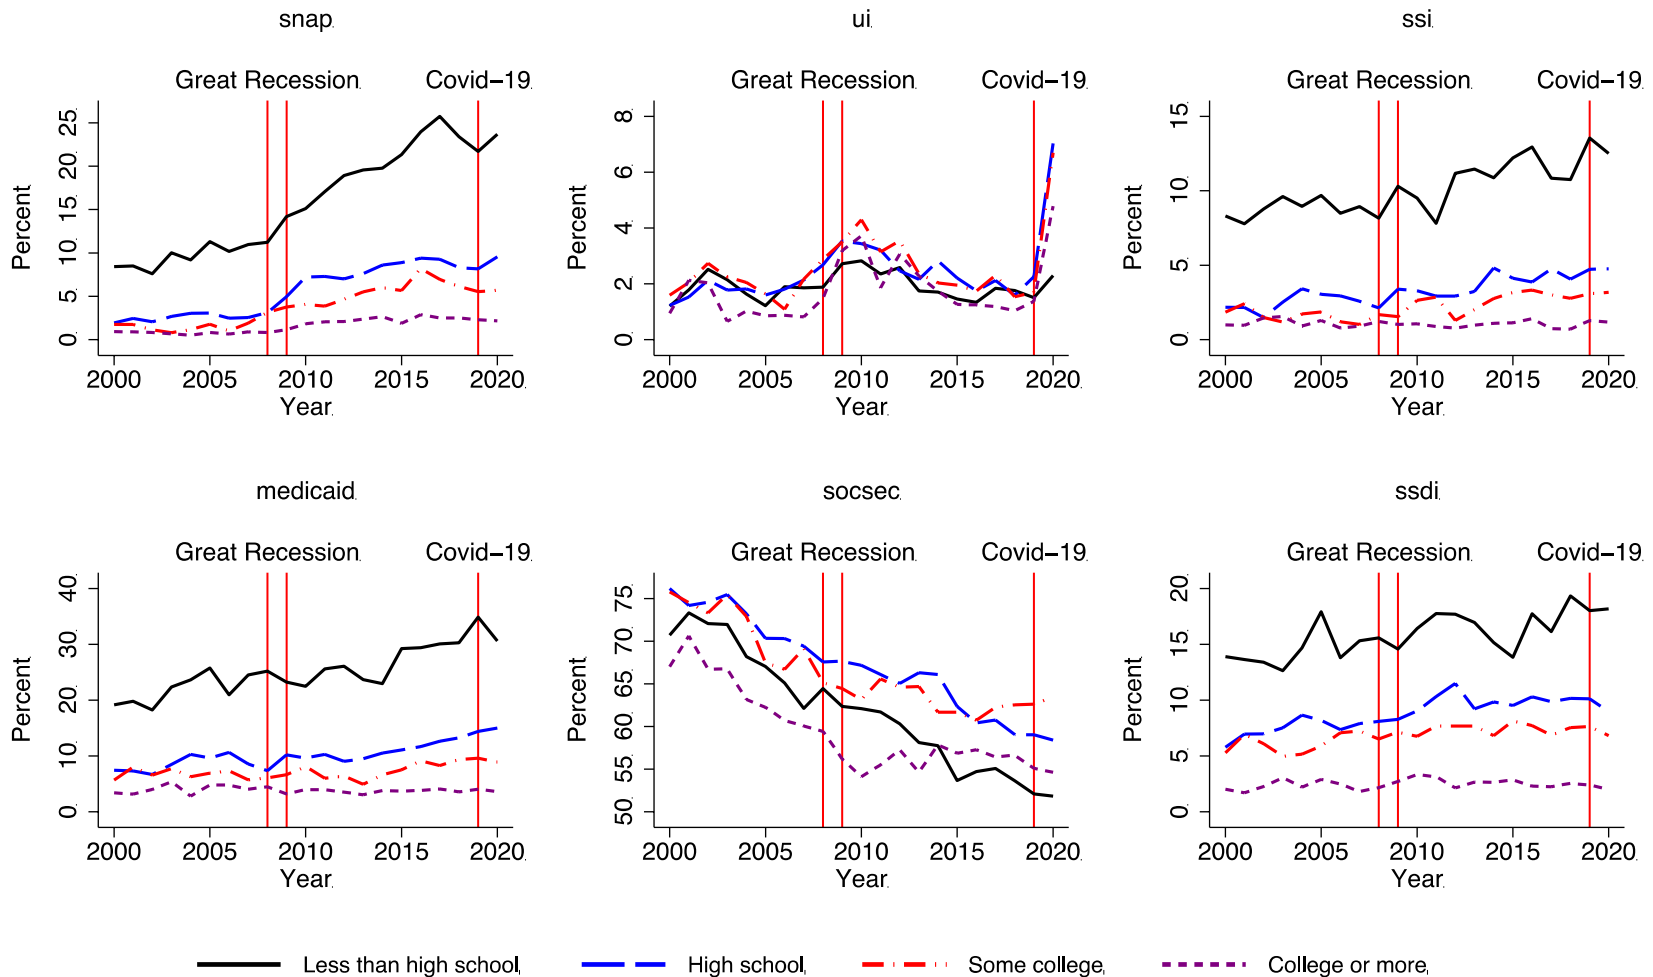 snap
ui
ssi
Great Recession
Covid-19
Great Recession
Covid-19
Great Recession
Covid-19
Percent
0
5
10
15
20
25
2000
2005
2010
2015
2020
Year
Percent
0
2
4
6
8
2000
2005
2010
2015
2020
Year
Percent
0
5
10
15
2000
2005
2010
2015
2020
Year
medicaid
socsec
ssdi
Great Recession
Covid-19
Great Recession
Covid-19
Great Recession
Covid-19
Percent
0
10
20
30
40
2000
2005
2010
2015
2020
Year
Percent
50
55
60
65
70
75
2000
2005
2010
2015
2020
Year
Percent
0
5
10
15
20
2000
2005
2010
2015
2020
Year
Less than high school
High school
Some college
College or more